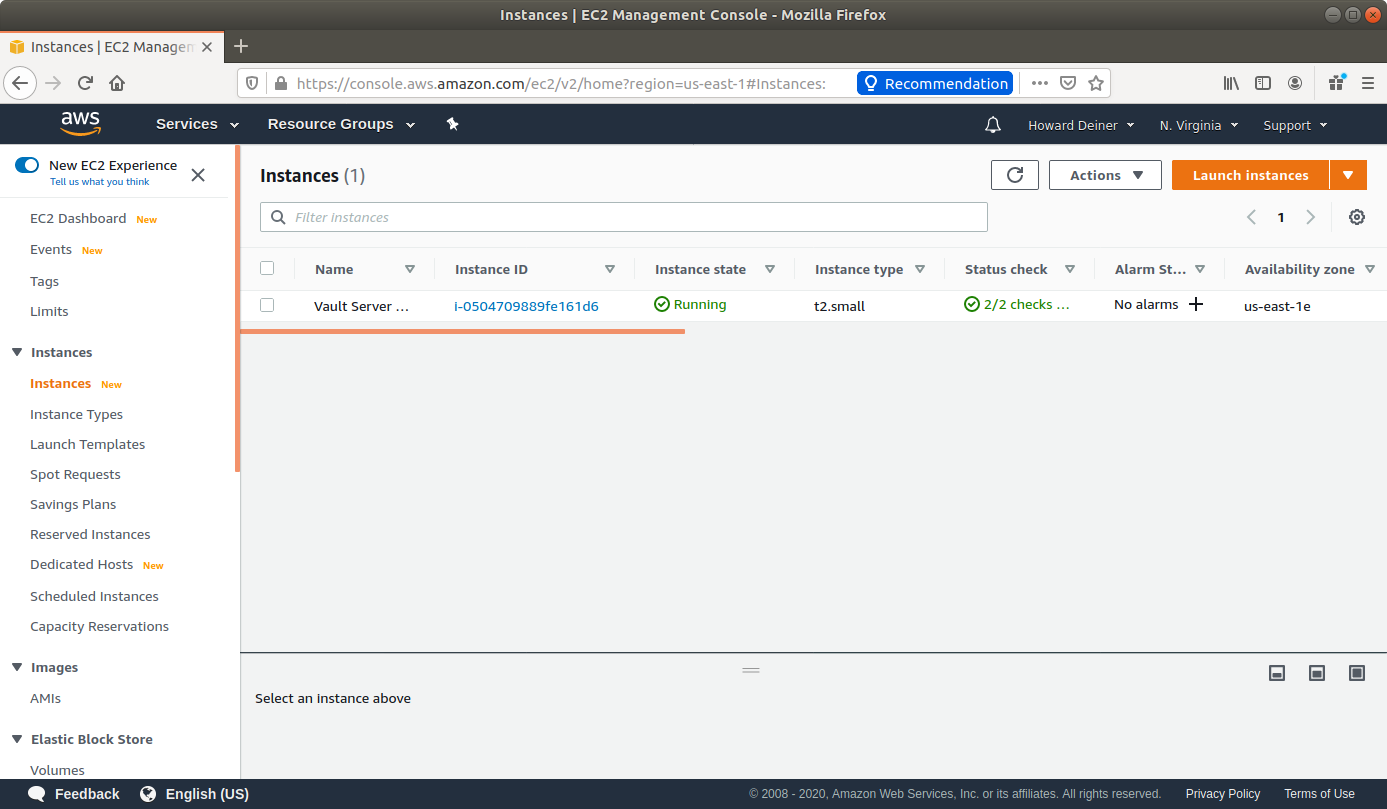 Instances | EC2 Management Console - Mozilla Firefox
Instances | EC2 Managem
https://console.aws.amazon.com/ec2/v2/home?region=us-east-1#Instances:
Recommendation
aws
Services
Resource Groups
Howard Deiner
N. Virginia
Support
New EC2 Experience
Tell us what you think
EC2 Dashboard New
Events New
Tags
Limits
Instances
Instances New
Instance Types
Launch Templates
Spot Requests
Savings Plans
Reserved Instances
Dedicated Hosts New
Scheduled Instances
Capacity Reservations
Images
AMIs
Elastic Block Store
Volumes
Instances (1)
Actions
Launch instances
Filter instances
1
Name Instance ID Instance state Instance type Status check Alarm St... Availability zone
Vault Server ... i-0504709889fe161d6 Running t2.small 2/2 checks ... No alarms us-east-1e
Select an instance above
Feedback
English (US)
© 2008 - 2020, Amazon Web Services, Inc. or its affiliates. All rights reserved.
Privacy Policy
Terms of Use